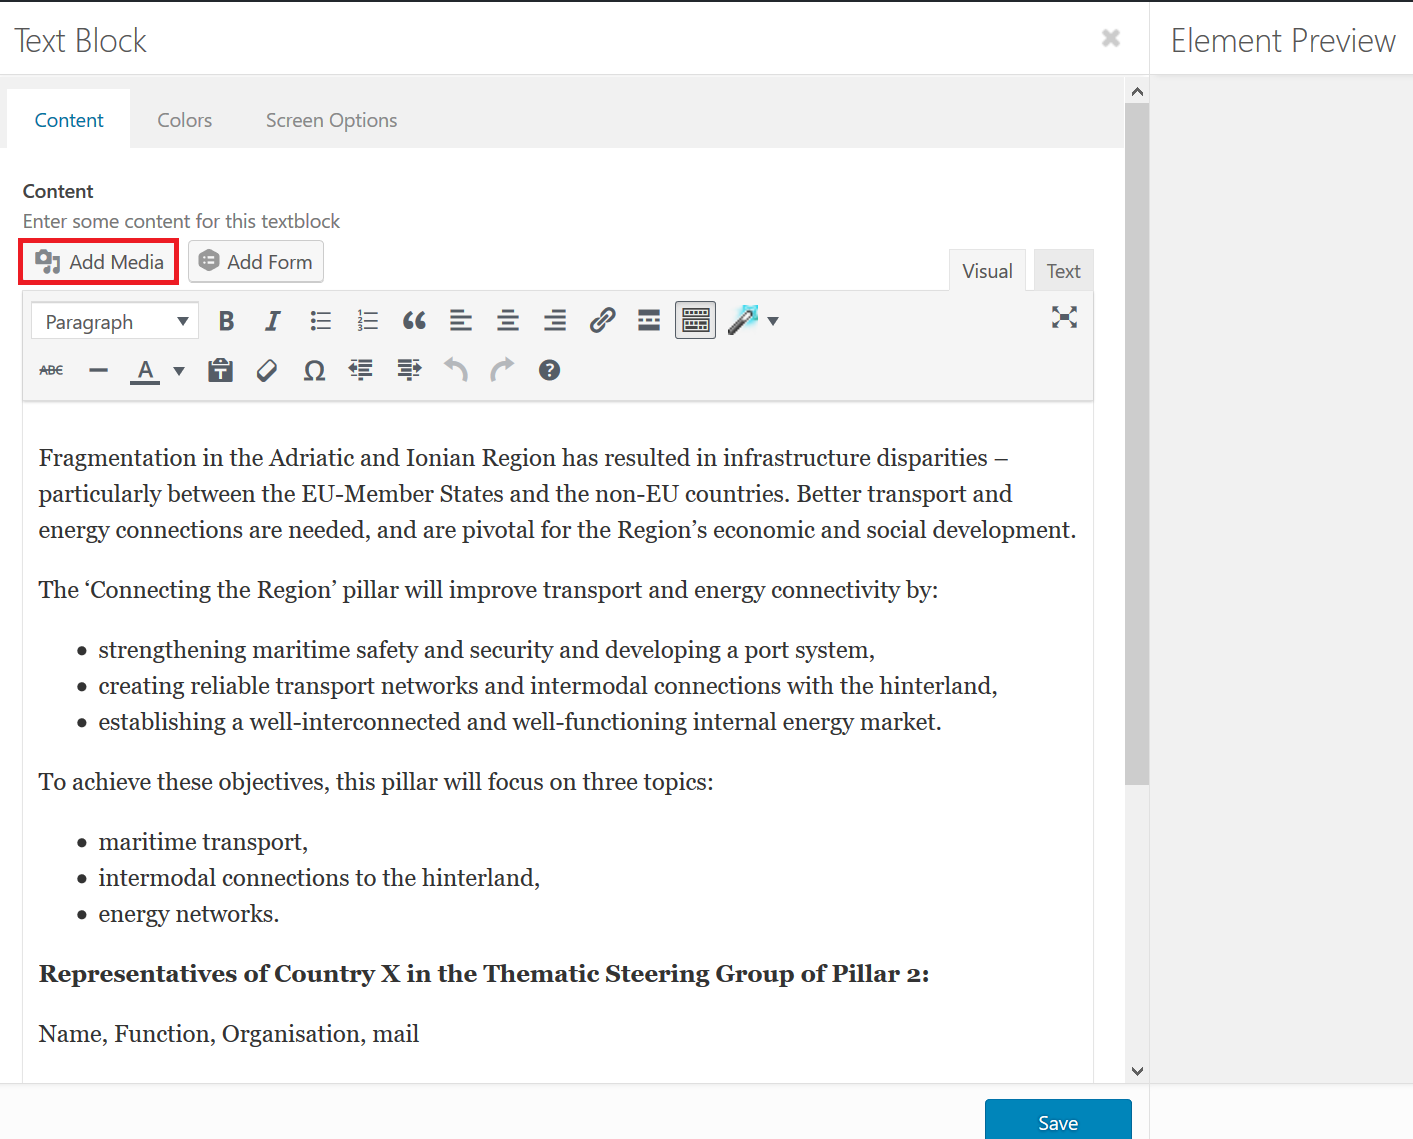 Text Block
Element Preview
Content
Colors
Screen Options
Content
Enter some content for this textblock
Add Media
Add Form
Visual
Text
Paragraph
B
I
ABC
A
Ω
Fragmentation in the Adriatic and Ionian Region has resulted in infrastructure disparities –
particularly between the EU-Member States and the non-EU countries. Better transport and
energy connections are needed, and are pivotal for the Region’s economic and social development.
The ‘Connecting the Region’ pillar will improve transport and energy connectivity by:
• strengthening maritime safety and security and developing a port system,
• creating reliable transport networks and intermodal connections with the hinterland,
• establishing a well-interconnected and well-functioning internal energy market.
To achieve these objectives, this pillar will focus on three topics:
• maritime transport,
• intermodal connections to the hinterland,
• energy networks.
Representatives of Country X in the Thematic Steering Group of Pillar 2:
Name, Function, Organisation, mail
Save